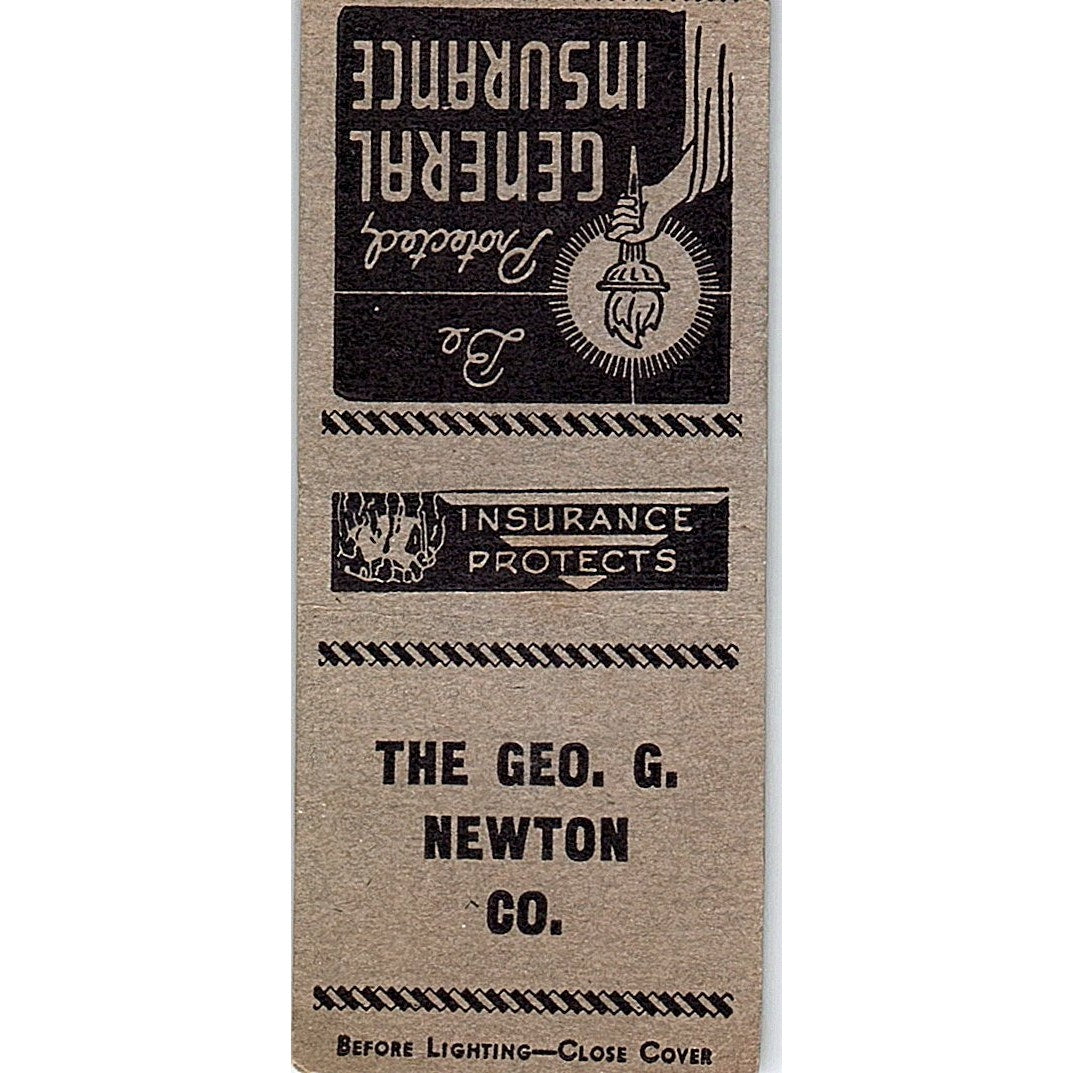 Be
Protected,
GENERAL
INSURANCE
INSURANCE
PROTECTS
THE GEO. G.
NEWTON
CO.
BEFORE LIGHTING—CLOSE COVER